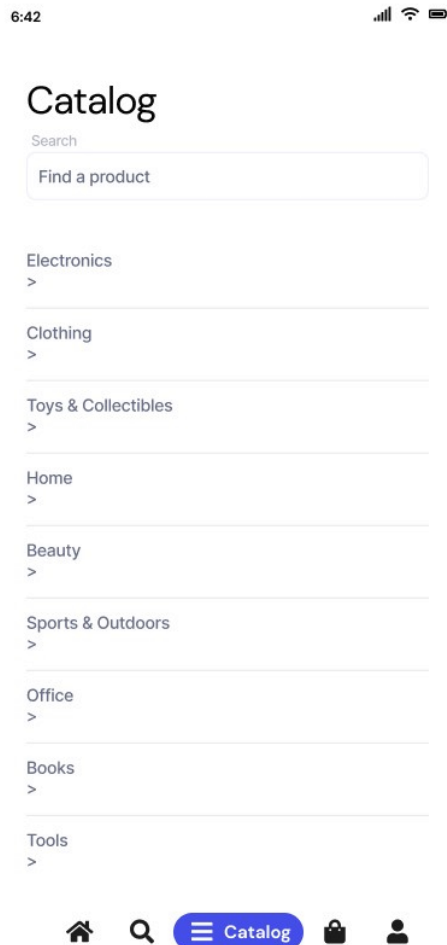 6:42
Catalog
Search
Find a product
Electronics
>
Clothing
>
Toys & Collectibles
>
Home
>
Beauty
>
Sports & Outdoors
>
Office
>
Books
>
Tools
>
Catalog